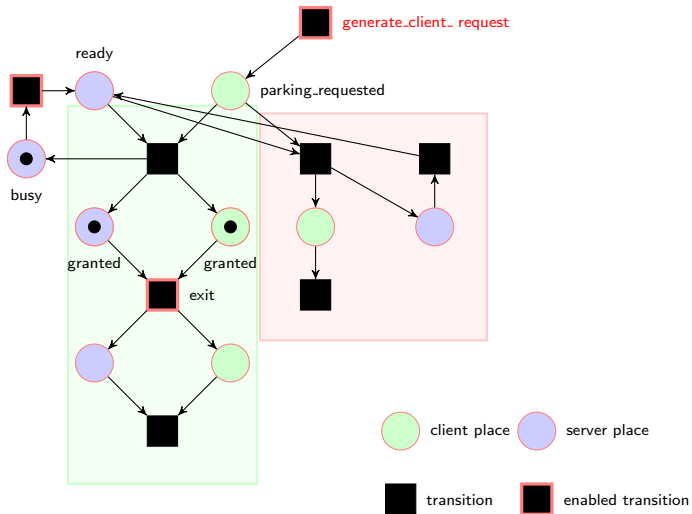 generate_client_ request
ready
parking_requested
busy
granted
granted
exit
client place
server place
transition
enabled transition